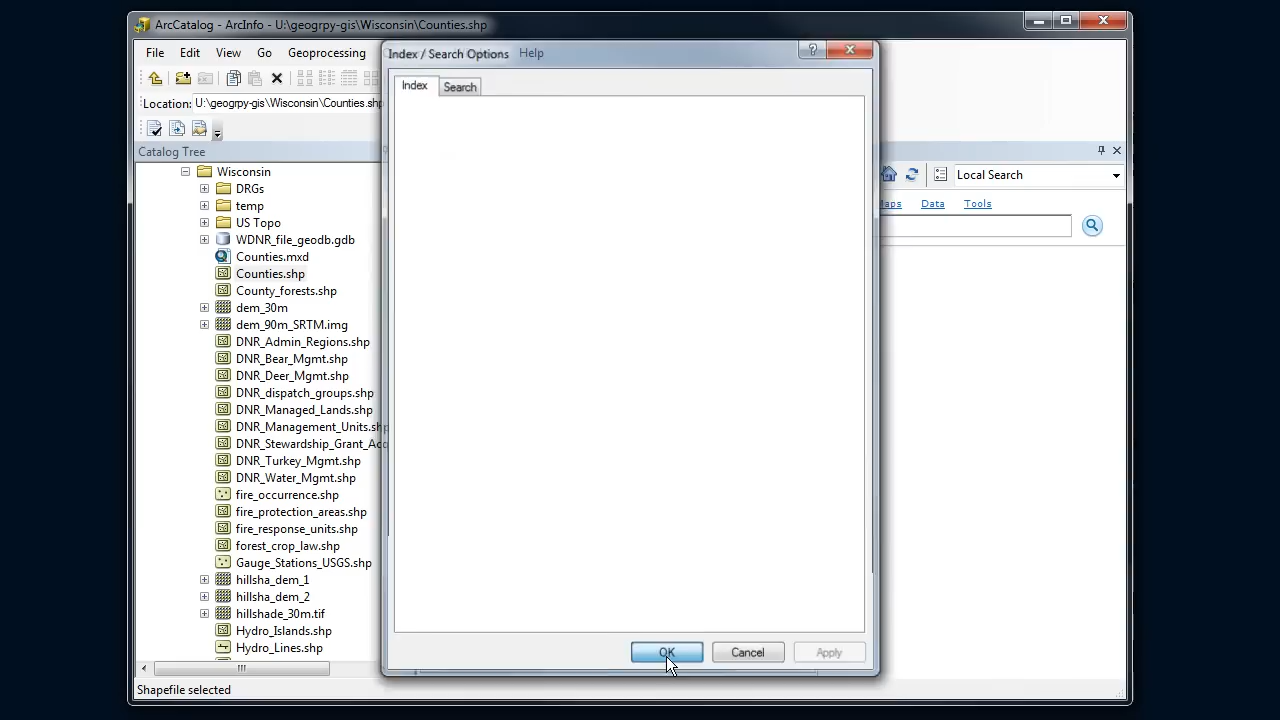 ArcCatalog - ArcInfo - U:\geogrpy-gis\Wisconsin\Counties.shp
File Edit View Go Geoprocessing Help
Index / Search Options
Location: U:\geogrpy-gis\Wisconsin\Counties.shp
Index Search
Catalog Tree
Local Search
Maps Data Tools
Wisconsin
DRGs
temp
US Topo
WDNR_file_geodb.gdb
Counties.mxd
Counties.shp
County_forests.shp
dem_30m
dem_90m_SRTM.img
DNR_Admin_Regions.shp
DNR_Bear_Mgmt.shp
DNR_Deer_Mgmt.shp
DNR_dispatch_groups.shp
DNR_Managed_Lands.shp
DNR_Management_Units.shp
DNR_Stewardship_Grant_Acq
DNR_Turkey_Mgmt.shp
DNR_Water_Mgmt.shp
fire_occurrence.shp
fire_protection_areas.shp
fire_response_units.shp
forest_crop_law.shp
Gauge_Stations_USGS.shp
hillsha_dem_1
hillsha_dem_2
hillshade_30m.tif
Hydro_Islands.shp
Hydro_Lines.shp
OK Cancel Apply
Shapefile selected